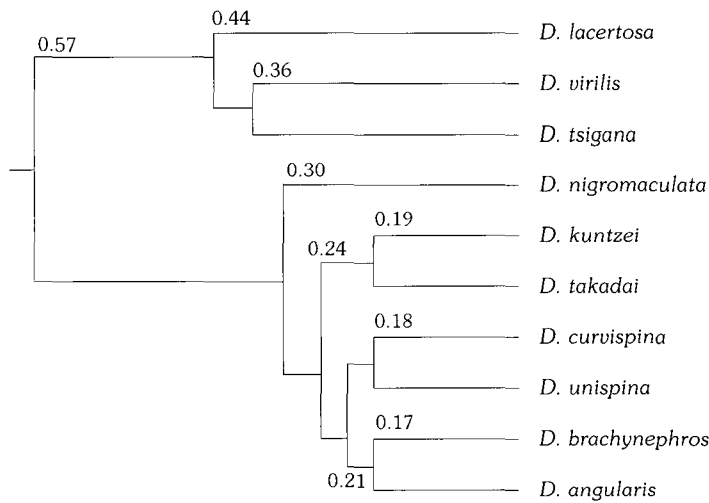 0.44
D. lacertosa
0.57
0.36
D. virilis
D. tsigana
0.30
D. nigromaculata
0.19
D. kuntzei
0.24
D. takadai
0.18
D. curvispina
D. unispina
0.17
D. brachynephros
0.21
D. angularis